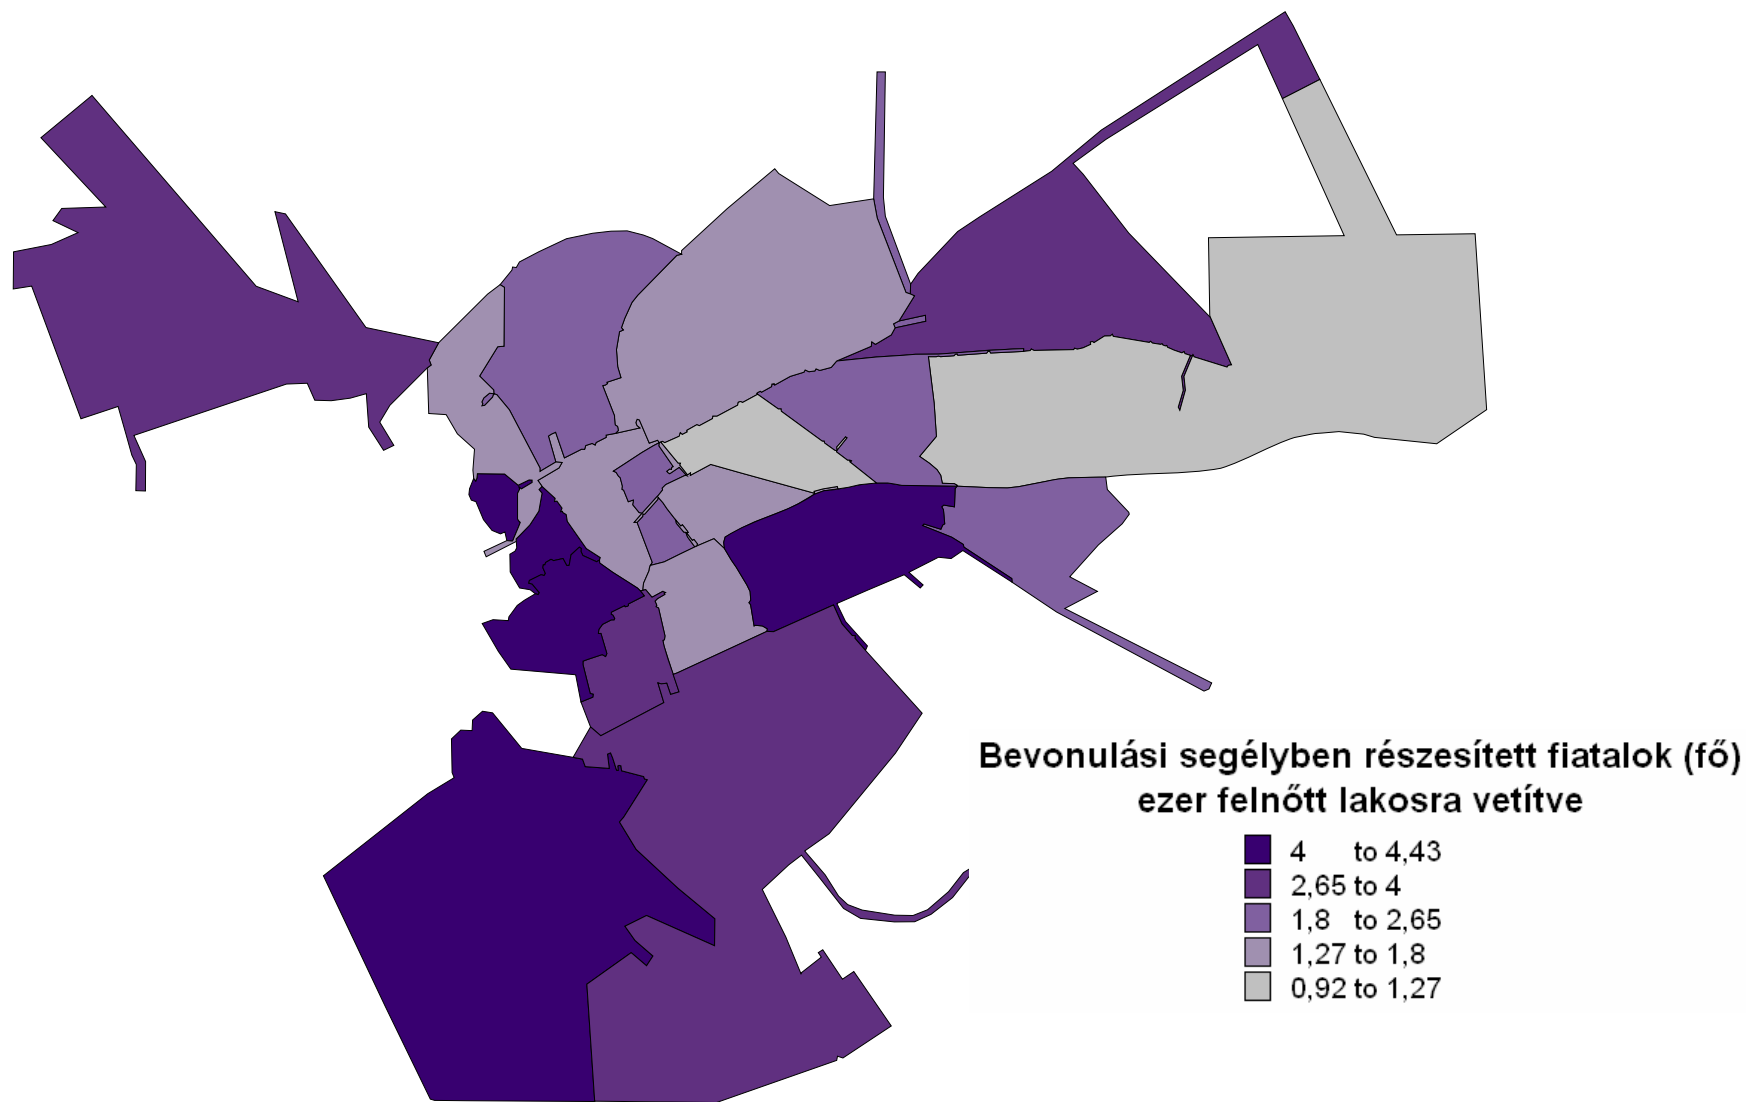 Bevonulási segélyben részesített fiatalok (fő)
ezer felnőtt lakosra vetítve
4 to 4,43
2,65 to 4
1,8 to 2,65
1,27 to 1,8
0,92 to 1,27